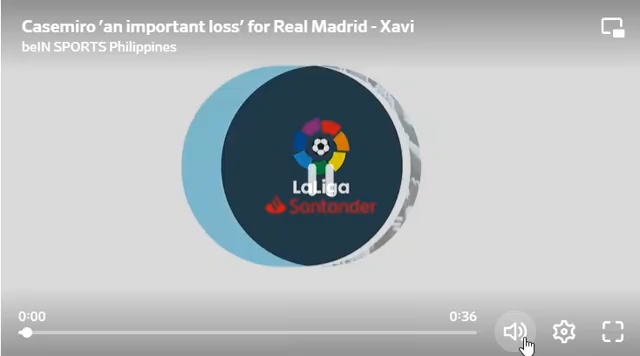 Casemiro 'an important loss' for Real Madrid - Xavi
beIN SPORTS Philippines
LaLiga
Santander
0:00
0:36